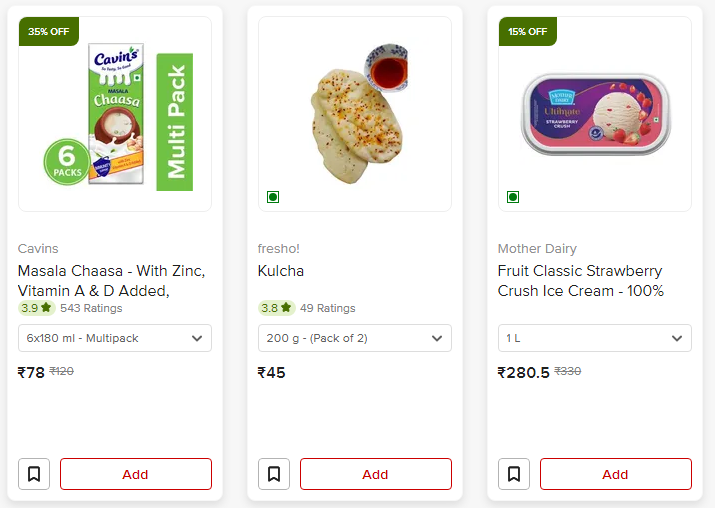 35% OFF
Cavin's
MASALA
Chaasa
6
PACKS
Multi Pack
Cavins
Masala Chaasa - With Zinc,
Vitamin A & D Added,
3.9 543 Ratings
6x180 ml - Multipack
₹78 ₹120
Add
fresho!
Kulcha
3.8 49 Ratings
200 g - (Pack of 2)
₹45
Add
15% OFF
MOTHER
DAIRY
Ultimate
STRAWBERRY
CRUSH
Mother Dairy
Fruit Classic Strawberry
Crush Ice Cream - 100%
1 L
₹280.5 ₹330
Add